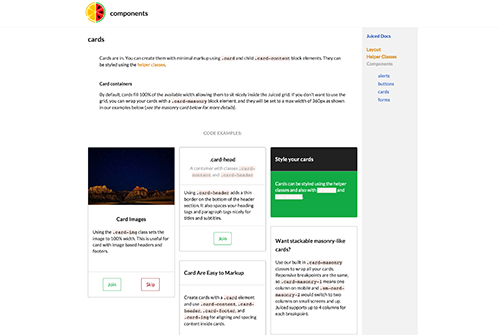 components
cards
Cards are in. You can create them with minimal markup using .card and child .card-content block elements. They can
be styled using the helper classes.
Card containers
By default, cards fill 100% of the available width allowing them to sit nicely inside the Juiced grid. If you don't want to use the
grid, you can wrap your cards with a .card-masonry block element, and they will be set to a max width of 360px as shown
in our examples below (see the masonry card below for more details).
CODE EXAMPLES:
Card Images
Using the .card-img class sets the
image to 100% width. This is useful for
card with image based headers and
footers.
Join
Skip
.card-head
A container with classes .card-
content and .card-header
Using .card-header adds a thin
border on the bottom of the header
section. It also spaces your heading
tags and paragraph tags nicely for
titles and subtitles.
Join
Card Are Easy to Markup
Create cards with a .card element
and use .card-content, .card-
header, .card-footer, and
.card-img for aligning and spacing
content inside cards.
Style your cards
Cards can be styled using the helper
classes and also with
and
Want stackable masonry-like
cards?
Use our built in .card-masonry
classes to wrap all your cards.
Reponsive breakpoints are the same,
so .card-masonry-1 means one
column on mobile and .sm-card-
masonry-2 would switch to two
columns on small screens and up.
Juiced supports up to 4 columns for
each breakpoint.
Juiced Docs
Layout
Helper Classes
Components
alerts
buttons
cards
forms